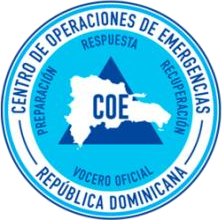 CENTRO DE OPERACIONES DE EMERGENCIAS
RESPUESTA
PREPARACIÓN
RECUPERACIÓN
COE
VOCERO OFICIAL
REPÚBLICA DOMINICANA